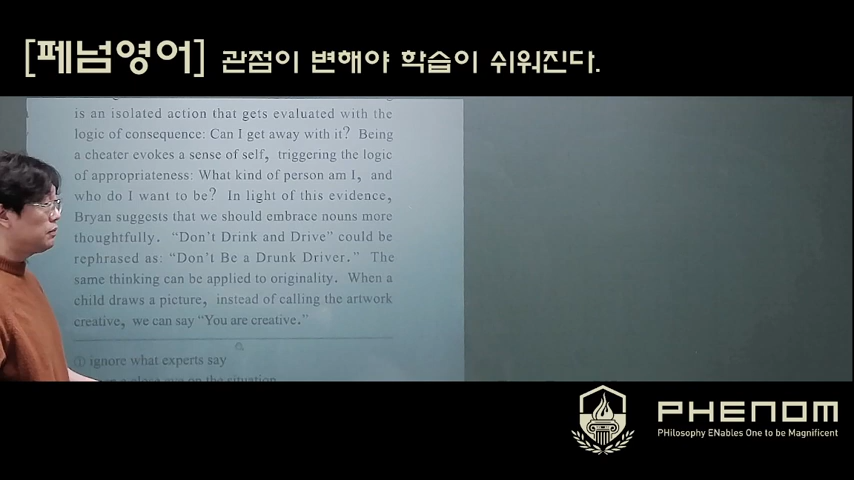 [페넘영어] 관점이 변해야 학습이 쉬워진다.
is an isolated action that gets evaluated with the
logic of consequence: Can I get away with it? Being
a cheater evokes a sense of self, triggering the logic
of appropriateness: What kind of person am I, and
who do I want to be? In light of this evidence,
Bryan suggests that we should embrace nouns more
thoughtfully. “Don't Drink and Drive” could be
rephrased as: “Don't Be a Drunk Driver.” The
same thinking can be applied to originality. When a
child draws a picture, instead of calling the artwork
creative, we can say “You are creative.”
① ignore what experts say
a close eye on the situation
PHENOM
PHilosophy ENables One to be Magnificent